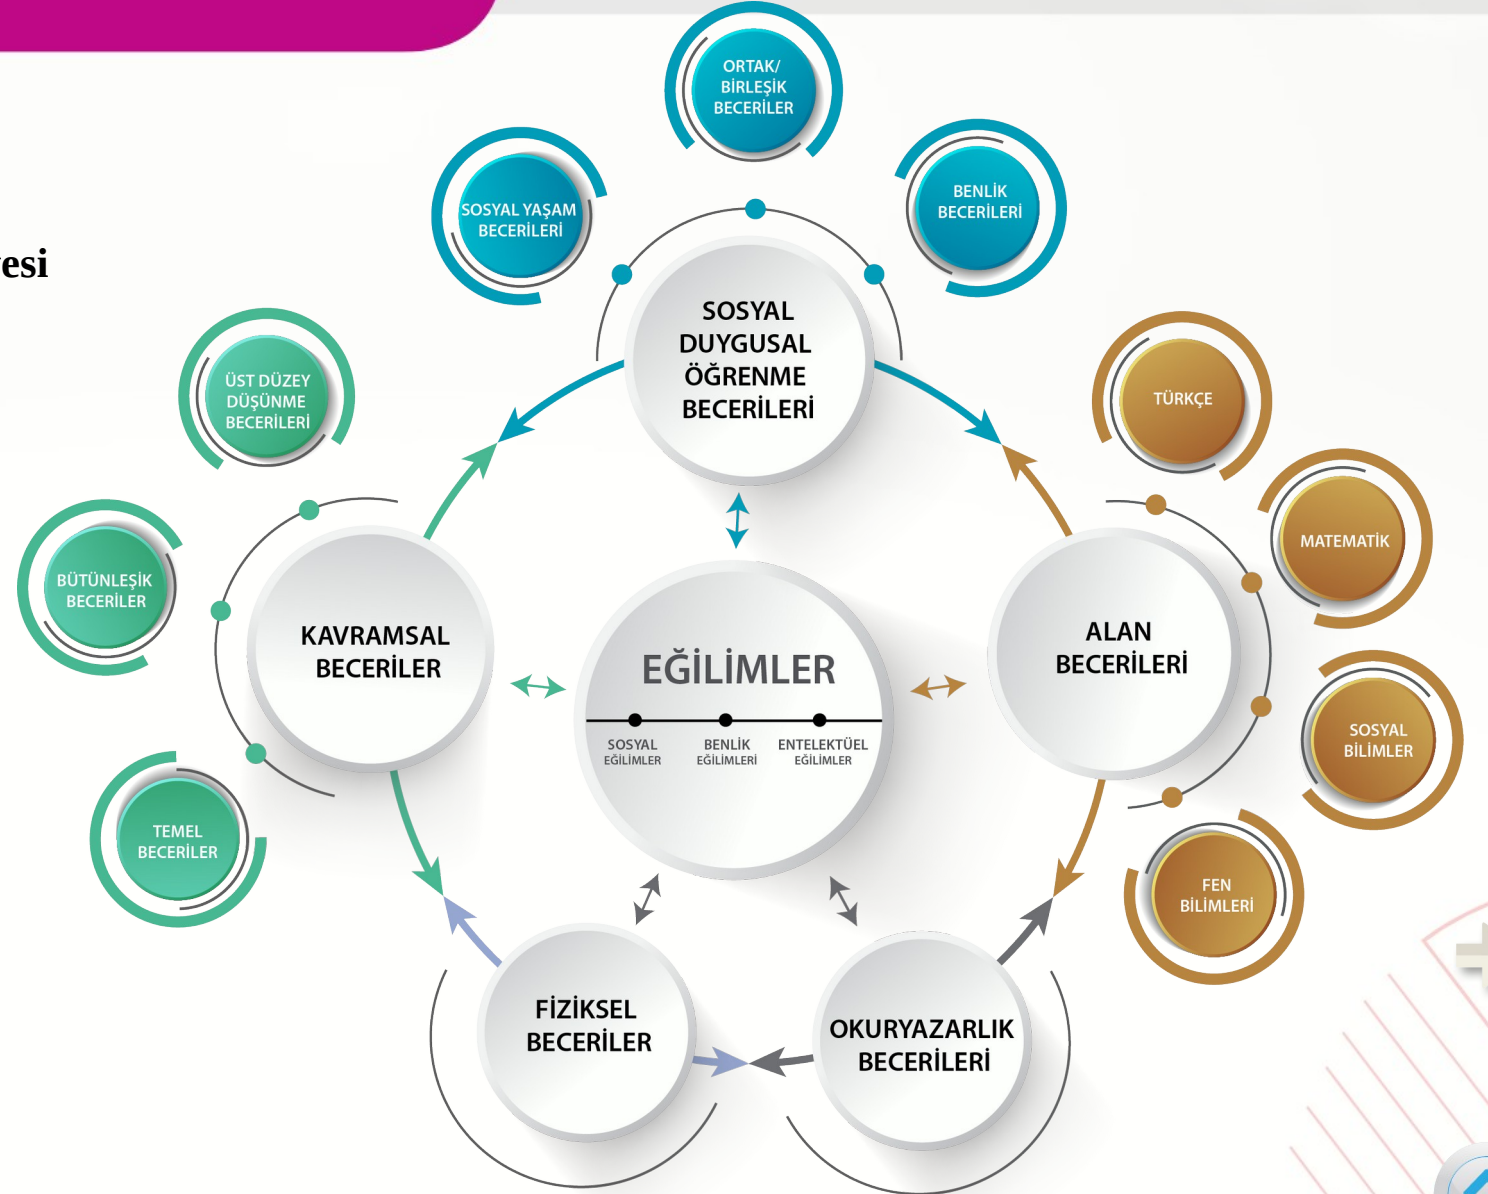 ORTAK/
BİRLEŞİK
BECERİLER
SOSYAL YAŞAM
BECERİLERİ
BENLİK
BECERİLERİ
esi
SOSYAL
DUYGUSAL
ÖĞRENME
BECERİLERİ
ÜST DÜZEY
DÜŞÜNME
BECERİLERİ
TÜRKÇE
BÜTÜNLEŞİK
BECERİLER
MATEMATİK
KAVRAMSAL
BECERİLER
ALAN
BECERİLERİ
EĞİLİMLER
SOSYAL
EĞİLİMLER
BENLİK
EĞİLİMLERİ
ENTELEKTÜEL
EĞİLİMLER
SOSYAL
BİLİMLER
TEMEL
BECERİLER
FEN
BİLİMLERİ
FİZİKSEL
BECERİLER
OKURYAZARLIK
BECERİLERİ